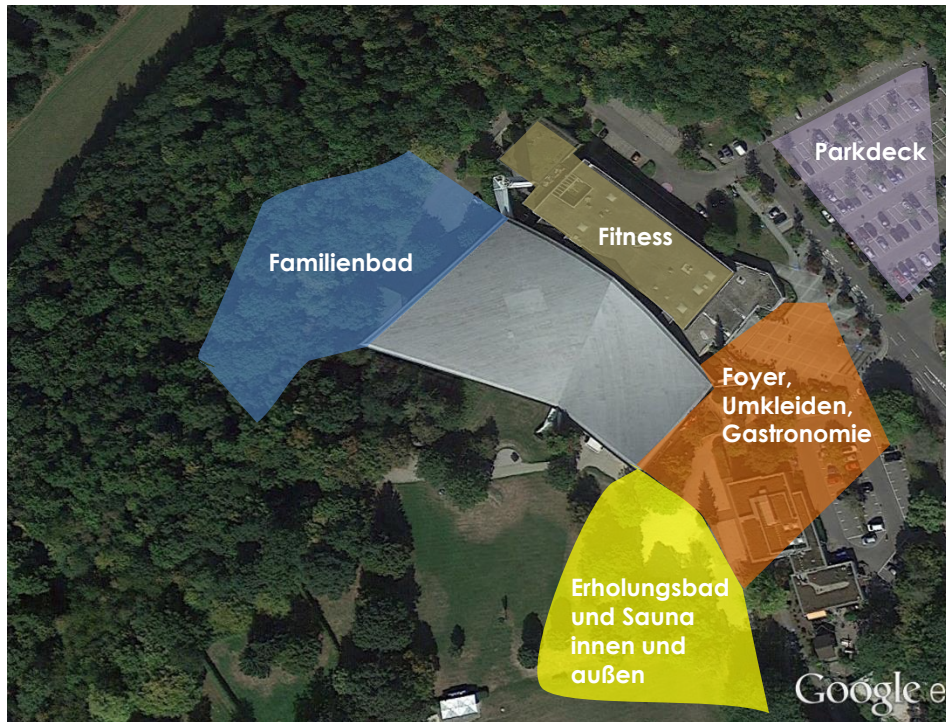 Parkdeck
Fitness
Familienbad
Foyer,
Umkleiden,
Gastronomie
Erholungsbad
und Sauna
innen und
außen
Google e